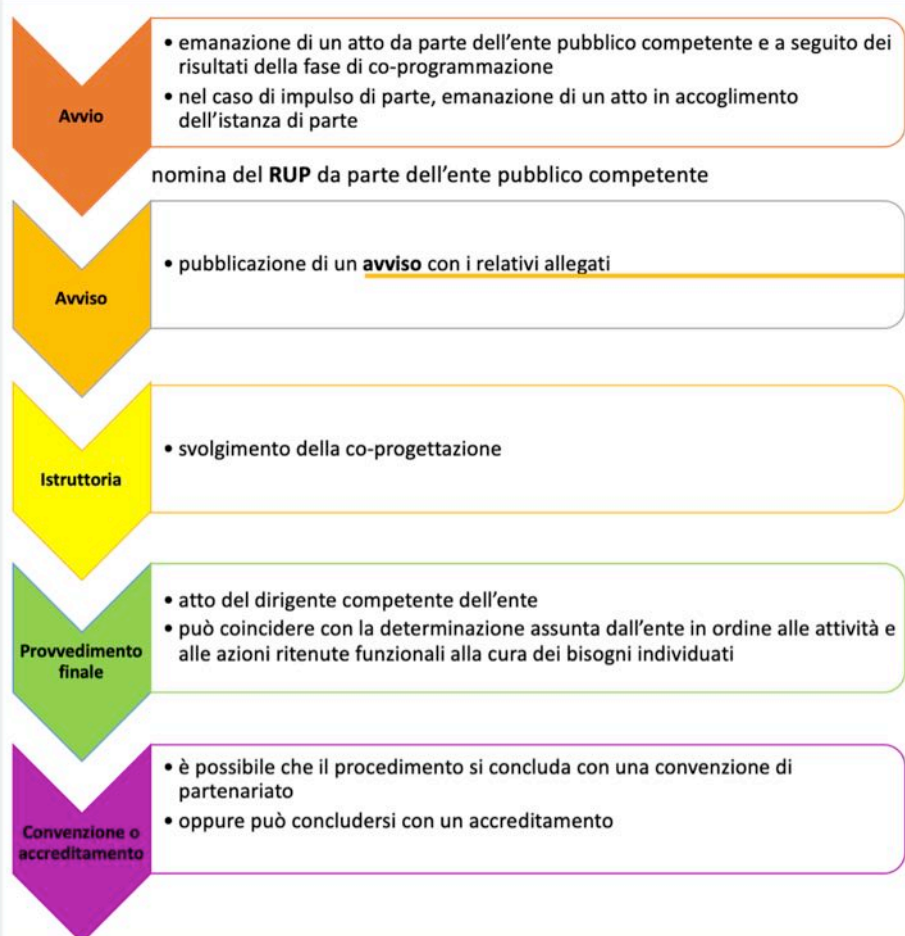 Avvio
• emanazione di un atto da parte dell'ente pubblico competente e a seguito dei
risultati della fase di co-programmazione
• nel caso di impulso di parte, emanazione di un atto in accoglimento
dell'istanza di parte
nomina del RUP da parte dell'ente pubblico competente
Avviso
• pubblicazione di un avviso con i relativi allegati
Istruttoria
• svolgimento della co-progettazione
Provvedimento
finale
• atto del dirigente competente dell'ente
• può coincidere con la determinazione assunta dall'ente in ordine alle attività e
alle azioni ritenute funzionali alla cura dei bisogni individuati
Convenzione o
accreditamento
• è possibile che il procedimento si concluda con una convenzione di
partenariato
• oppure può concludersi con un accreditamento